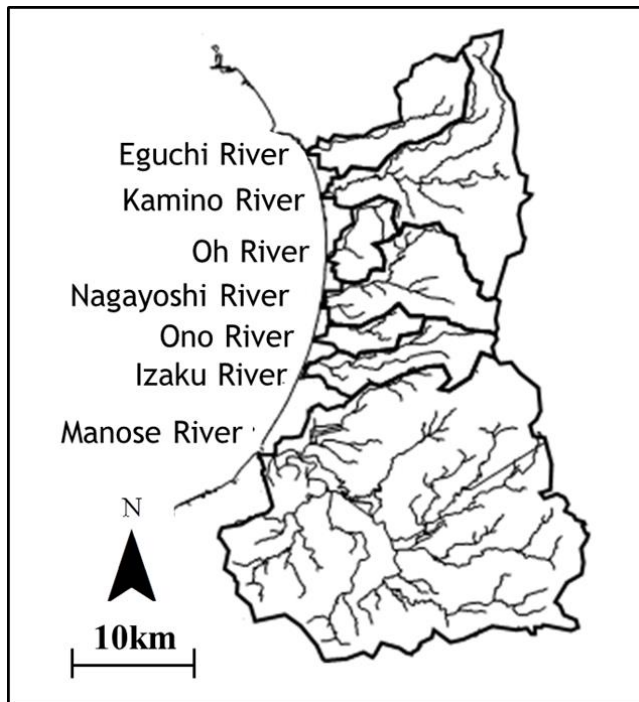 Eguchi River
Kamino River
Oh River
Nagayoshi River
Ono River
Izaku River
Manose River
N
10km